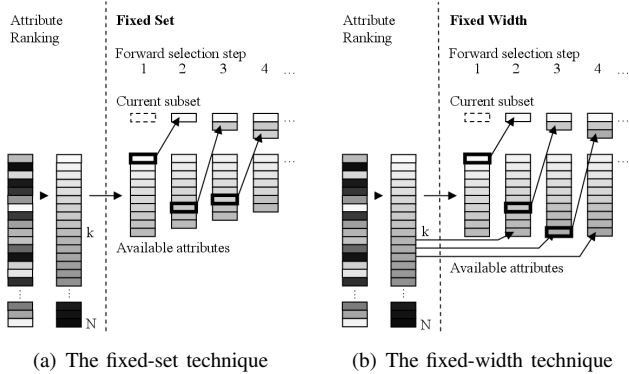 Attribute
Ranking
Fixed Set
Forward selection step
1 2 3 4 ...
Current subset
...
...
k
Available attributes
N
(a) The fixed-set technique
Attribute
Ranking
Fixed Width
Forward selection step
1 2 3 4 ...
Current subset
...
...
k
Available attributes
N
(b) The fixed-width technique